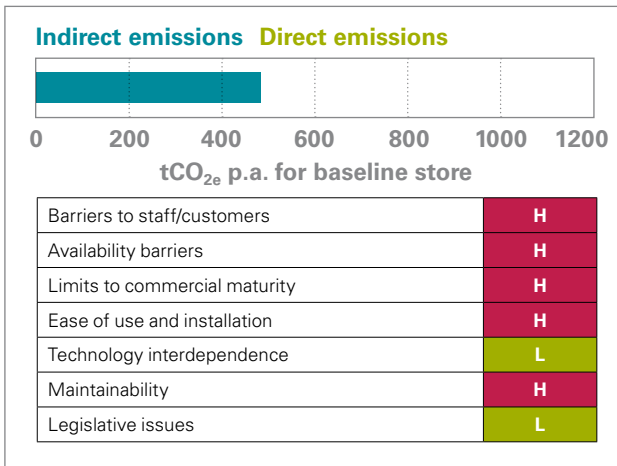 Indirect emissions Direct emissions
0 200 400 600 800 1000 1200
tCO2e p.a. for baseline store
Barriers to staff/customers H
Availability barriers H
Limits to commercial maturity H
Ease of use and installation H
Technology interdependence L
Maintainability H
Legislative issues L